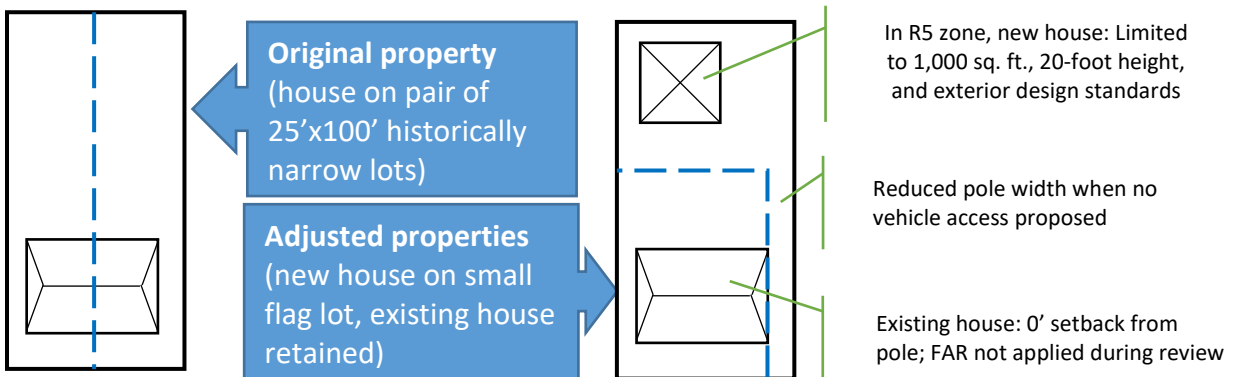 Original property
(house on pair of
25’x100’ historically
narrow lots)
Adjusted properties
(new house on small
flag lot, existing house
retained)
In R5 zone, new house: Limited
to 1,000 sq. ft., 20-foot height,
and exterior design standards
Reduced pole width when no
vehicle access proposed
Existing house: 0’ setback from
pole; FAR not applied during review